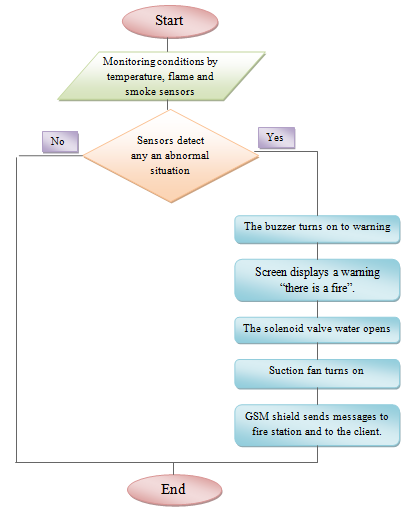 Start
Monitoring conditions by
temperature, flame and
smoke sensors
No
Yes
Sensors detect
any an abnormal
situation
The buzzer turns on to warning
Screen displays a warning
“there is a fire”.
The solenoid valve water opens
Suction fan turns on
GSM shield sends messages to
fire station and to the client.
End